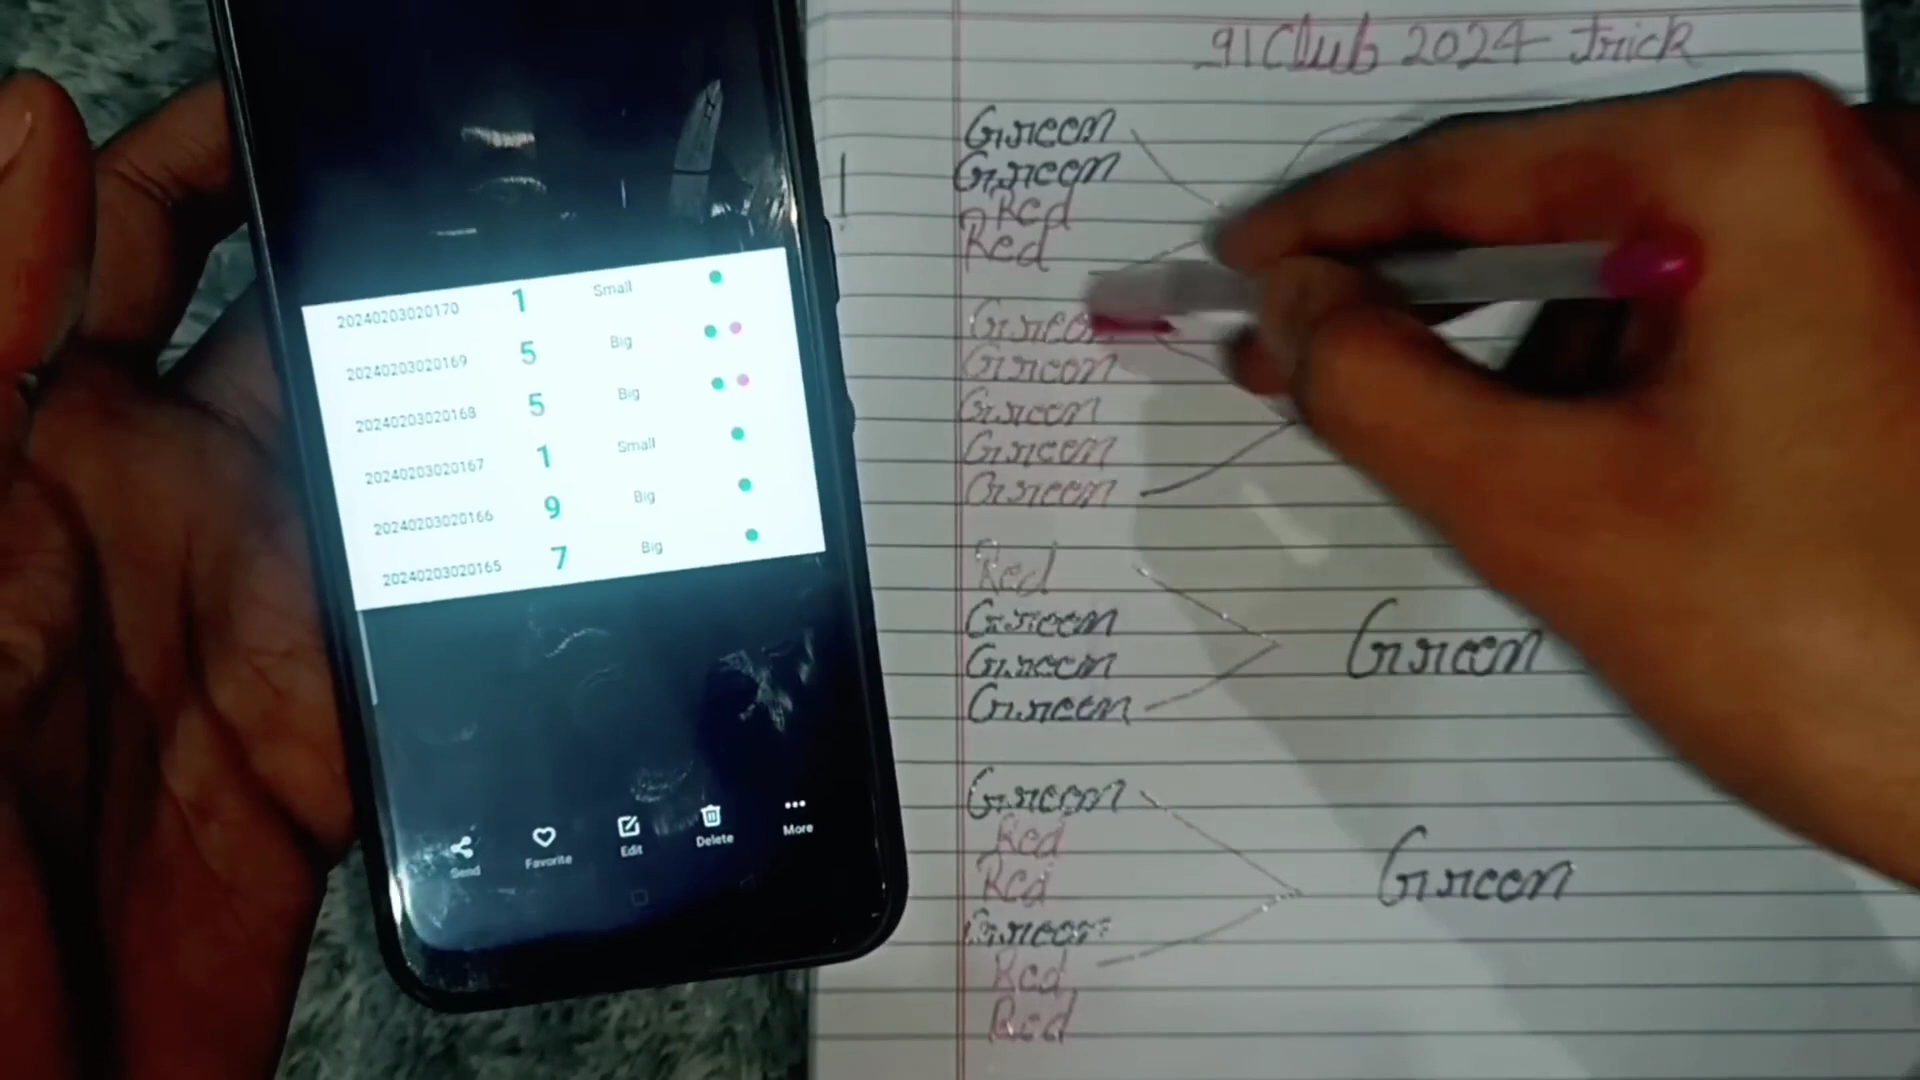 91 Club 2024 trick
Green
Green
Red
Red
Green
Green
Green
Green
Green
Red
Green
Green
Green
Green
Green
Red
Red
Green
Red
Red
Green
20240203020170 1 Small
20240203020169 5 Big
20240203020168 5 Big
20240203020167 1 Small
20240203020166 9 Big
20240203020165 7 Big
Send Favorite Edit Delete More